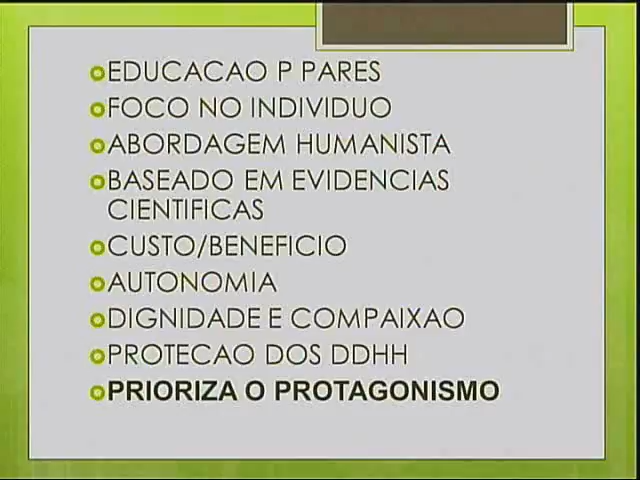 EDUCACAO P PARES
FOCO NO INDIVIDUO
ABORDAGEM HUMANISTA
BASEADO EM EVIDENCIAS
CIENTIFICAS
CUSTO/BENEFICIO
AUTONOMIA
DIGNIDADE E COMPAIXAO
PROTECAO DOS DDHH
PRIORIZA O PROTAGONISMO